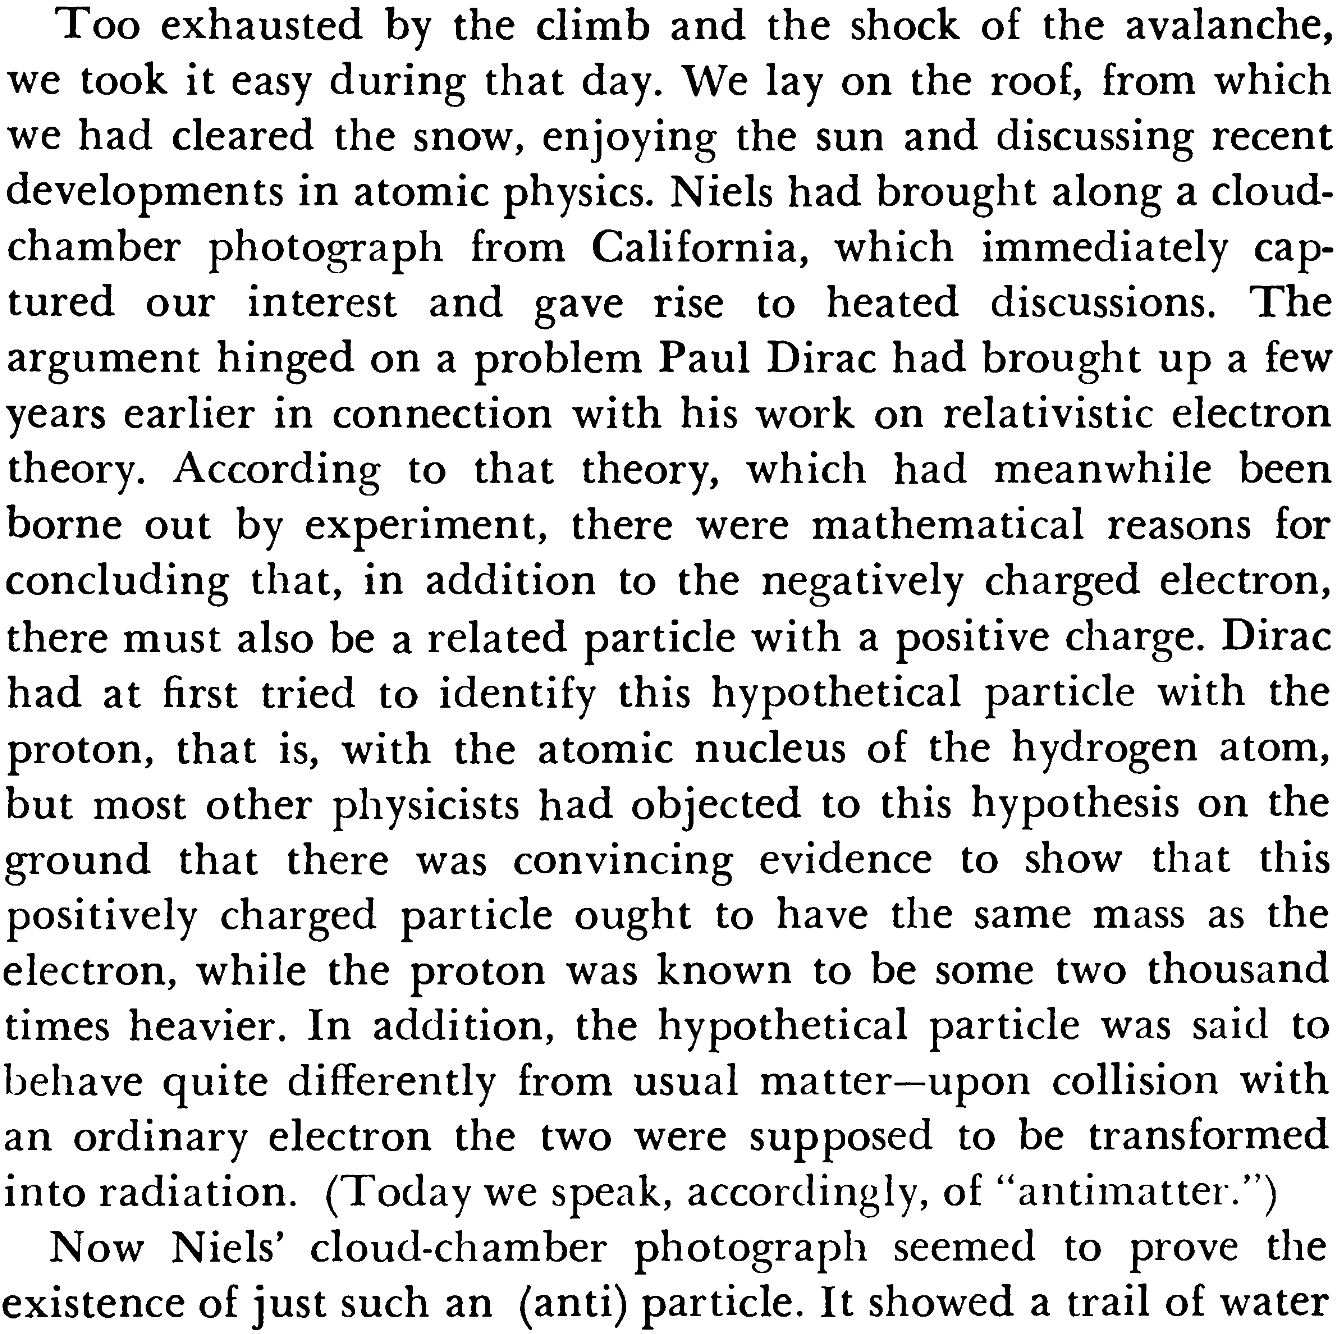 Too exhausted by the climb and the shock of the avalanche,
we took it easy during that day. We lay on the roof, from which
we had cleared the snow, enjoying the sun and discussing recent
developments in atomic physics. Niels had brought along a cloud-
chamber photograph from California, which immediately cap-
tured our interest and gave rise to heated discussions. The
argument hinged on a problem Paul Dirac had brought up a few
years earlier in connection with his work on relativistic electron
theory. According to that theory, which had meanwhile been
borne out by experiment, there were mathematical reasons for
concluding that, in addition to the negatively charged electron,
there must also be a related particle with a positive charge. Dirac
had at first tried to identify this hypothetical particle with the
proton, that is, with the atomic nucleus of the hydrogen atom,
but most other physicists had objected to this hypothesis on the
ground that there was convincing evidence to show that this
positively charged particle ought to have the same mass as the
electron, while the proton was known to be some two thousand
times heavier. In addition, the hypothetical particle was said to
behave quite differently from usual matter—upon collision with
an ordinary electron the two were supposed to be transformed
into radiation. (Today we speak, accordingly, of “antimatter.”)
Now Niels’ cloud-chamber photograph seemed to prove the
existence of just such an (anti) particle. It showed a trail of water